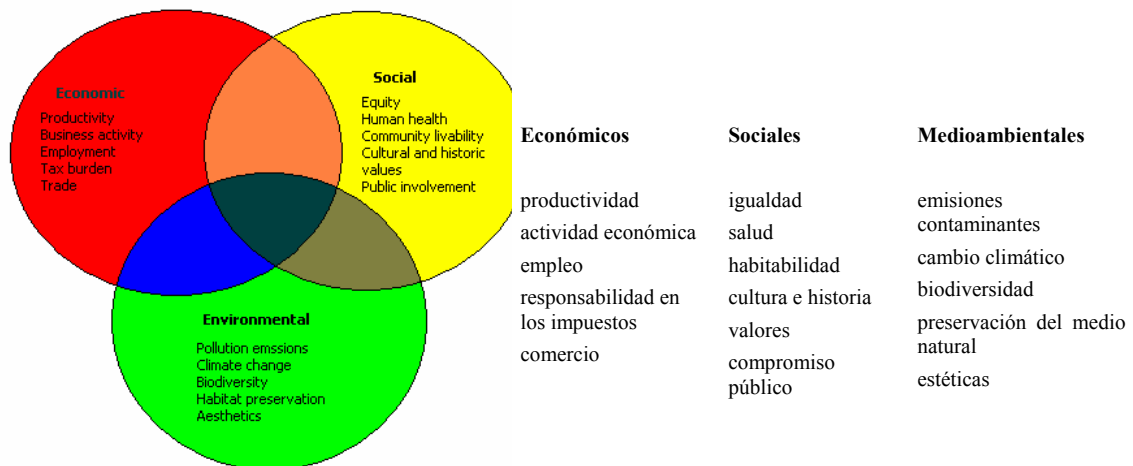 Economic
Productivity
Business activity
Employment
Tax burden
Trade
Social
Equity
Human health
Community livability
Cultural and historic
values
Public involvement
Environmental
Pollution emssions
Climate change
Biodiversity
Habitat preservation
Aesthetics
Económicos
productividad
actividad económica
empleo
responsabilidad en
los impuestos
comercio
Sociales
igualdad
salud
habitabilidad
cultura e historia
valores
compromiso
público
Medioambientales
emisiones
contaminantes
cambio climático
biodiversidad
preservación del medio
natural
estéticas